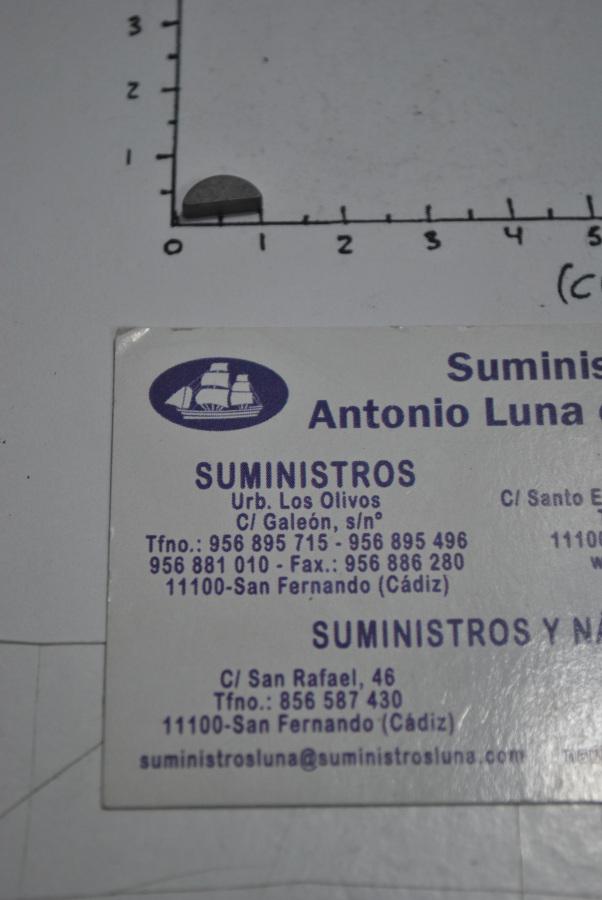 3
2
1
0 1 2 3 4 5
Suminis
Antonio Luna
SUMINISTROS
Urb. Los Olivos
C/ Galeón, s/nº
Tfno.: 956 895 715 - 956 895 496
956 881 010 - Fax.: 956 886 280
11100-San Fernando (Cádiz)
C/ Santo E
1110
SUMINISTROS Y NÁ
C/ San Rafael, 46
Tfno.: 856 587 430
11100-San Fernando (Cádiz)
suministrosluna@suministrosluna.com